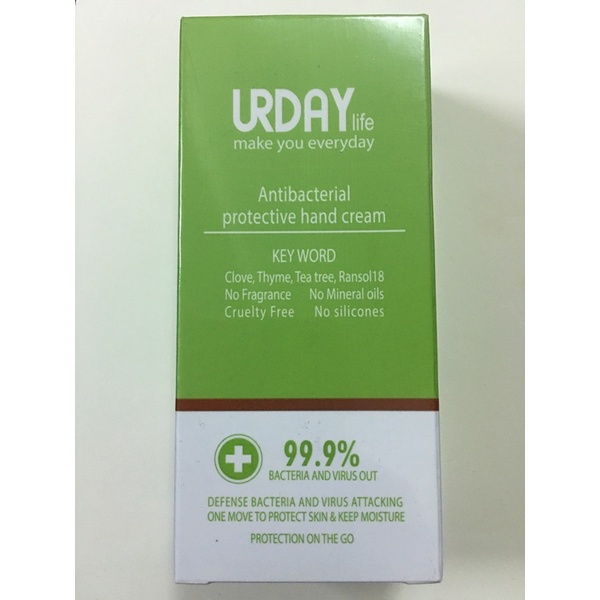 URDAY life
make you everyday
Antibacterial
protective hand cream
KEY WORD
Clove, Thyme, Tea tree, Ransol18
No Fragrance No Mineral oils
Cruelty Free No silicones
99.9%
BACTERIA AND VIRUS OUT
DEFENSE BACTERIA AND VIRUS ATTACKING
ONE MOVE TO PROTECT SKIN & KEEP MOISTURE
PROTECTION ON THE GO